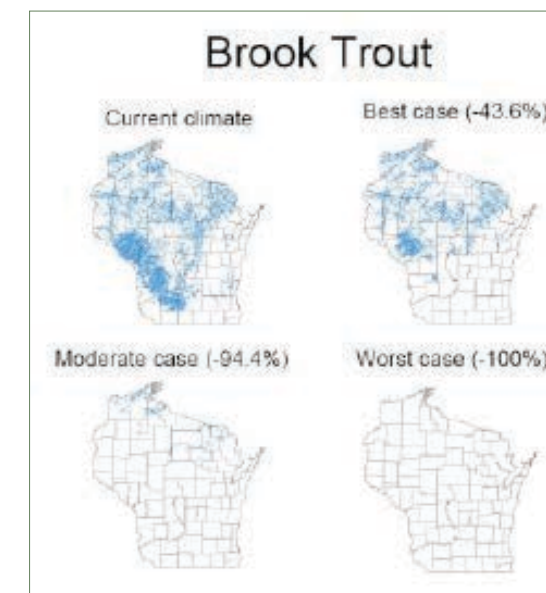 Brook Trout
Current climate
Best case (-43.6%)
Moderate case (-94.4%)
Worst case (-100%)